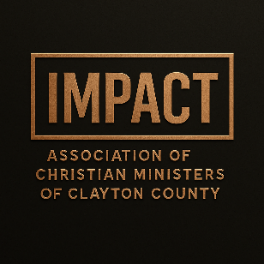 IMPACT
ASSOCIATION OF
CHRISTIAN MINISTERS
OF CLAYTON COUNTY